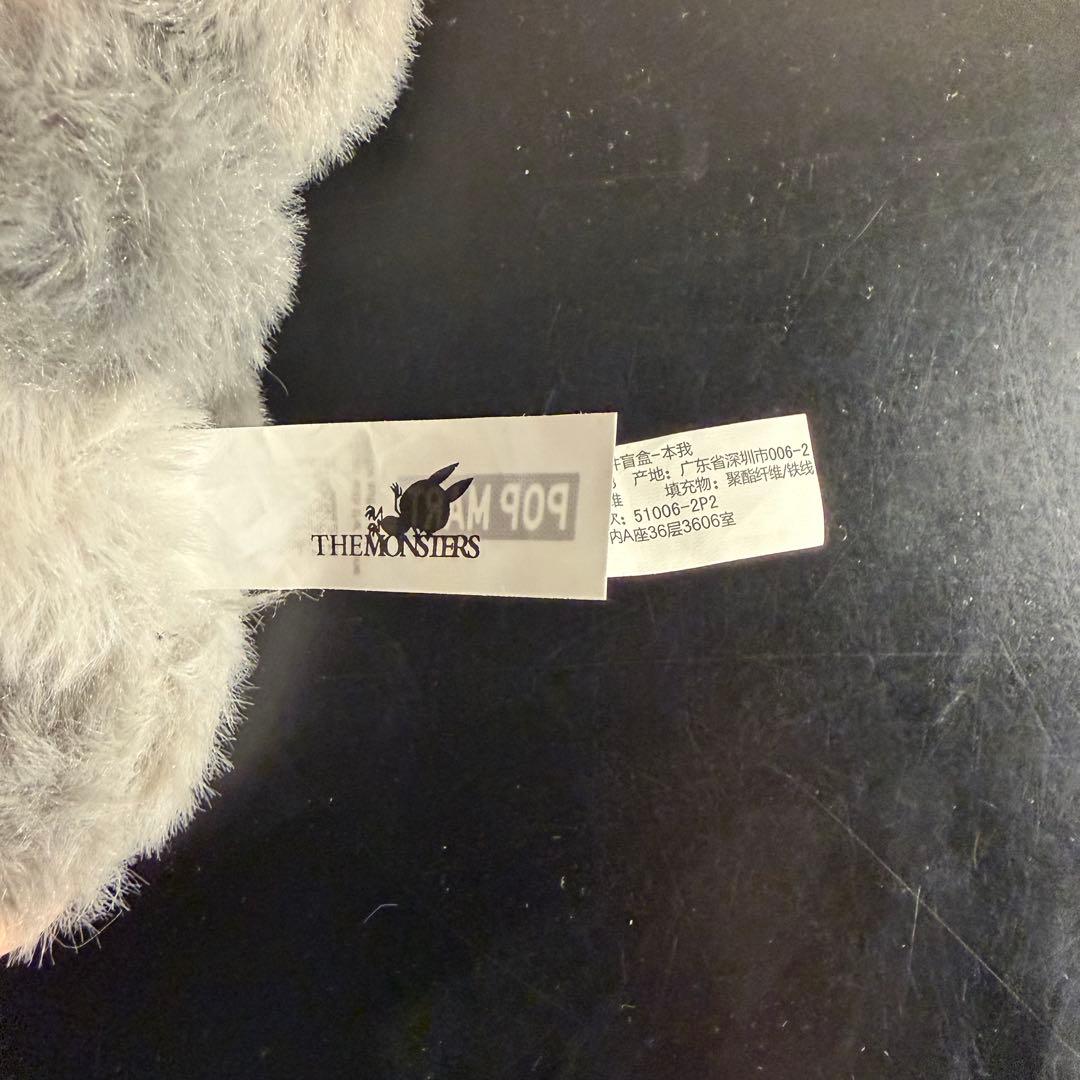 THEMONSTERS
POP MART
盲盒-本我
产地：广东省深圳市006-2
维 填充物：聚酯纤维/铁线
：51006-2P2
内A座36层3606室